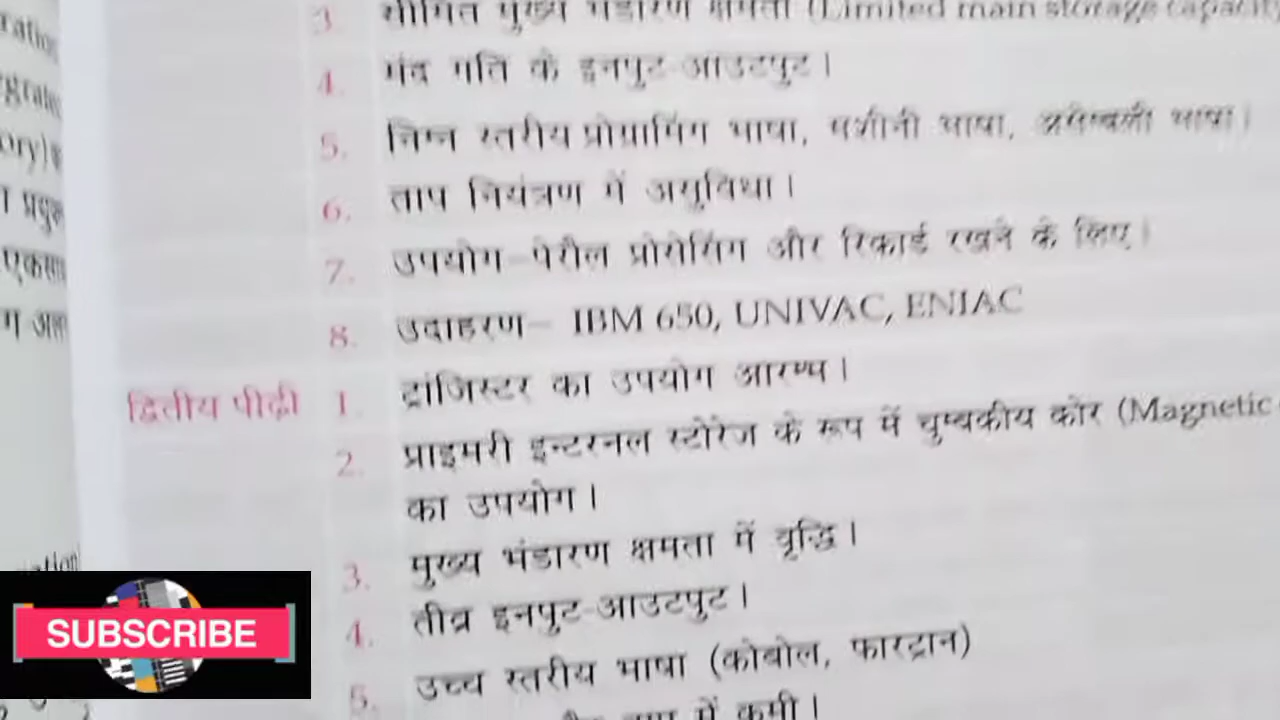 3. सीमित मुख्य भंडारण क्षमता (Limited main storage capacity
4. मंद गति के इनपुट-आउटपुट।
5. निम्न स्तरीय प्रोग्रामिंग भाषा, मशीनी भाषा, असेम्बली भाषा।
6. ताप नियंत्रण में असुविधा।
7. उपयोग–पेरौल प्रोसेसिंग और रिकार्ड रखने के लिए।
8. उदाहरण– IBM 650, UNIVAC, ENIAC
द्वितीय पीढ़ी 1. ट्रांजिस्टर का उपयोग आरम्भ।
2. प्राइमरी इन्टरनल स्टोरेज के रूप में चुम्बकीय कोर (Magnetic
का उपयोग।
3. मुख्य भंडारण क्षमता में वृद्धि।
4. तीव्र इनपुट-आउटपुट।
5. उच्च स्तरीय भाषा (कोबोल, फारट्रान)
में कमी।
SUBSCRIBE